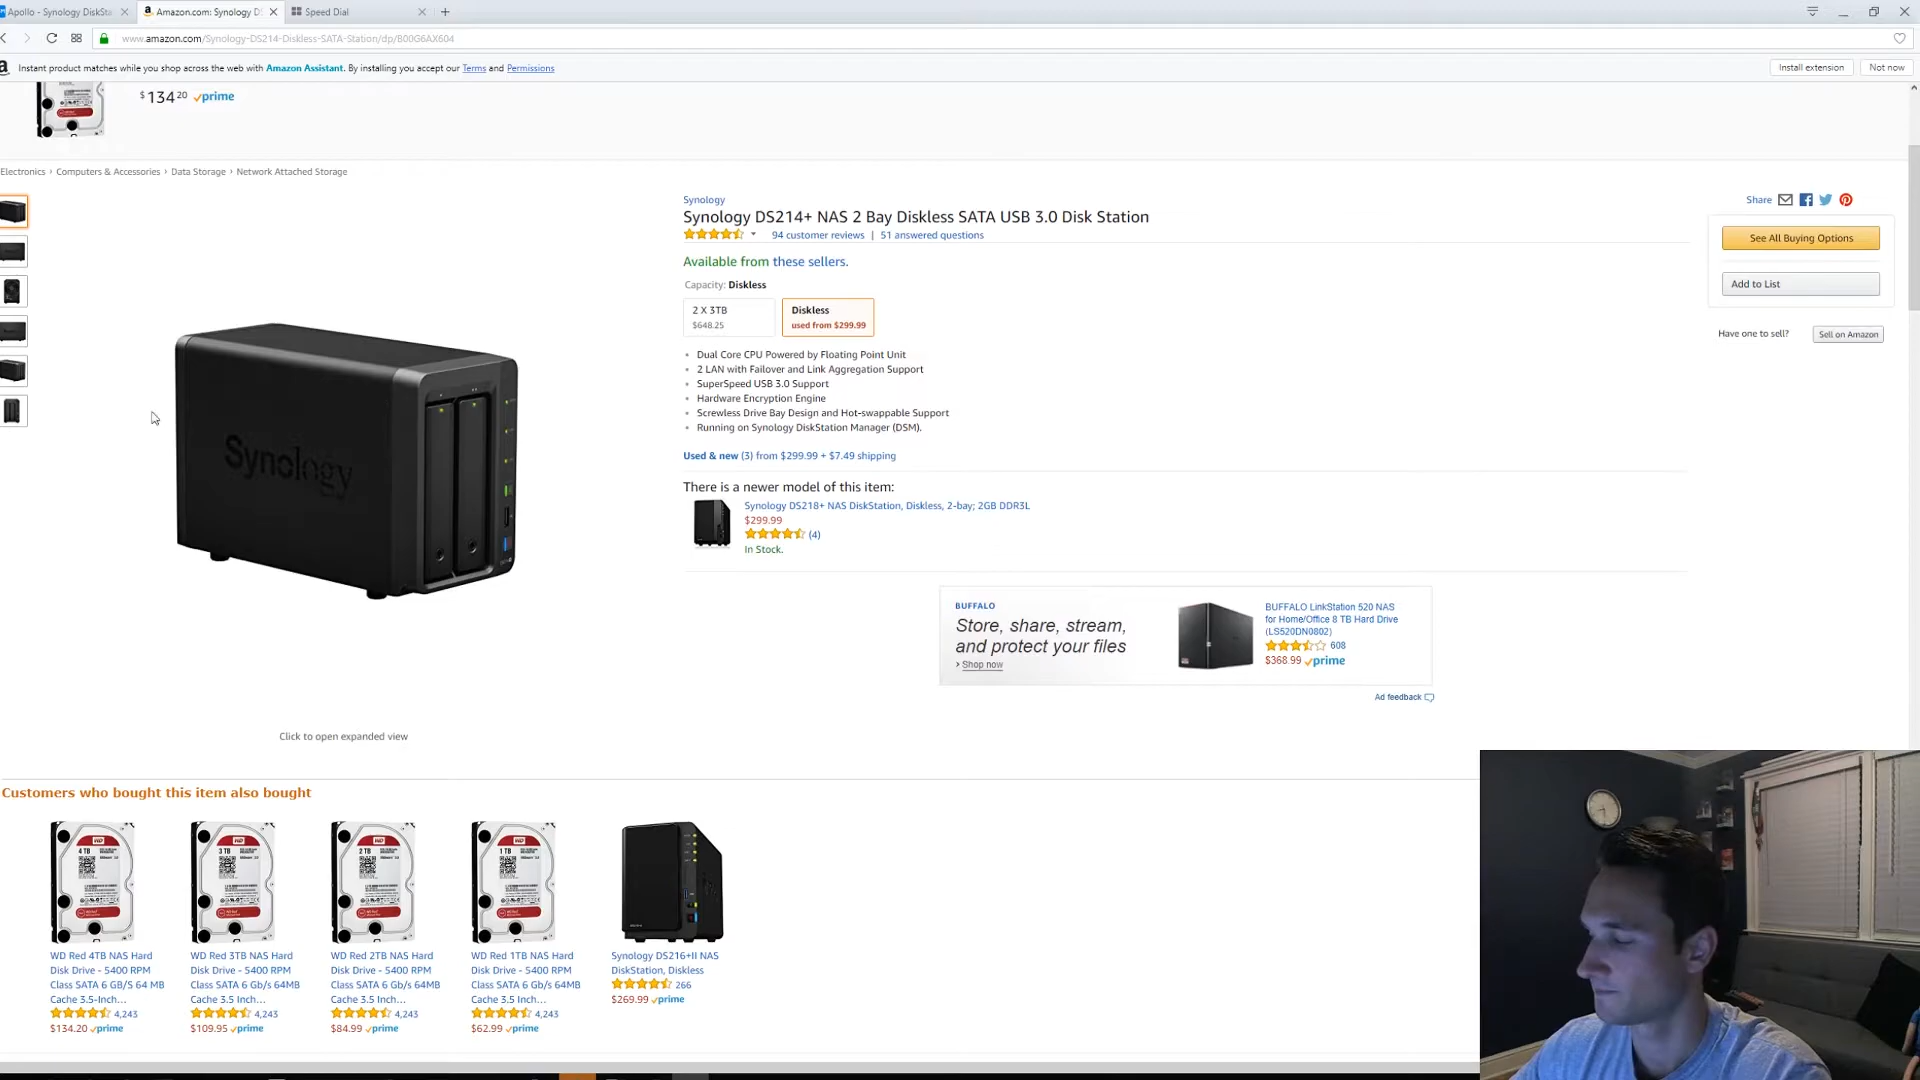 Apollo - Synology DiskSta
Amazon.com: Synology D
Speed Dial
www.amazon.com/Synology-DS214-Diskless-SATA-Station/dp/B00G6AX604
Instant product matches while you shop across the web with Amazon Assistant. By installing you accept our Terms and Permissions
Install extension
Not now
$134.20 prime
Electronics › Computers & Accessories › Data Storage › Network Attached Storage
Synology
Synology DS214+ NAS 2 Bay Diskless SATA USB 3.0 Disk Station
94 customer reviews | 51 answered questions
Available from these sellers.
Capacity: Diskless
2 X 3TB
$648.25
Diskless
used from $299.99
Dual Core CPU Powered by Floating Point Unit
2 LAN with Failover and Link Aggregation Support
SuperSpeed USB 3.0 Support
Hardware Encryption Engine
Screwless Drive Bay Design and Hot-swappable Support
Running on Synology DiskStation Manager (DSM).
Used & new (3) from $299.99 + $7.49 shipping
There is a newer model of this item:
Synology DS218+ NAS DiskStation, Diskless, 2-bay; 2GB DDR3L
$299.99
(4)
In Stock.
Share
See All Buying Options
Add to List
Have one to sell?
Sell on Amazon
Synology
BUFFALO
Store, share, stream,
and protect your files
› Shop now
BUFFALO LinkStation 520 NAS
for Home/Office 8 TB Hard Drive
(LS520DN0802)
608
$368.99 prime
Ad feedback
Click to open expanded view
Customers who bought this item also bought
4 TB
3 TB
2 TB
1 TB
WD Red 4TB NAS Hard
Disk Drive - 5400 RPM
Class SATA 6 GB/S 64 MB
Cache 3.5-Inch…
4,243
$134.20 prime
WD Red 3TB NAS Hard
Disk Drive - 5400 RPM
Class SATA 6 Gb/s 64MB
Cache 3.5 Inch…
4,243
$109.95 prime
WD Red 2TB NAS Hard
Disk Drive - 5400 RPM
Class SATA 6 Gb/s 64MB
Cache 3.5 Inch…
4,243
$84.99 prime
WD Red 1TB NAS Hard
Disk Drive - 5400 RPM
Class SATA 6 Gb/s 64MB
Cache 3.5 Inch…
4,243
$62.99 prime
Synology DS216+II NAS
DiskStation, Diskless
266
$269.99 prime